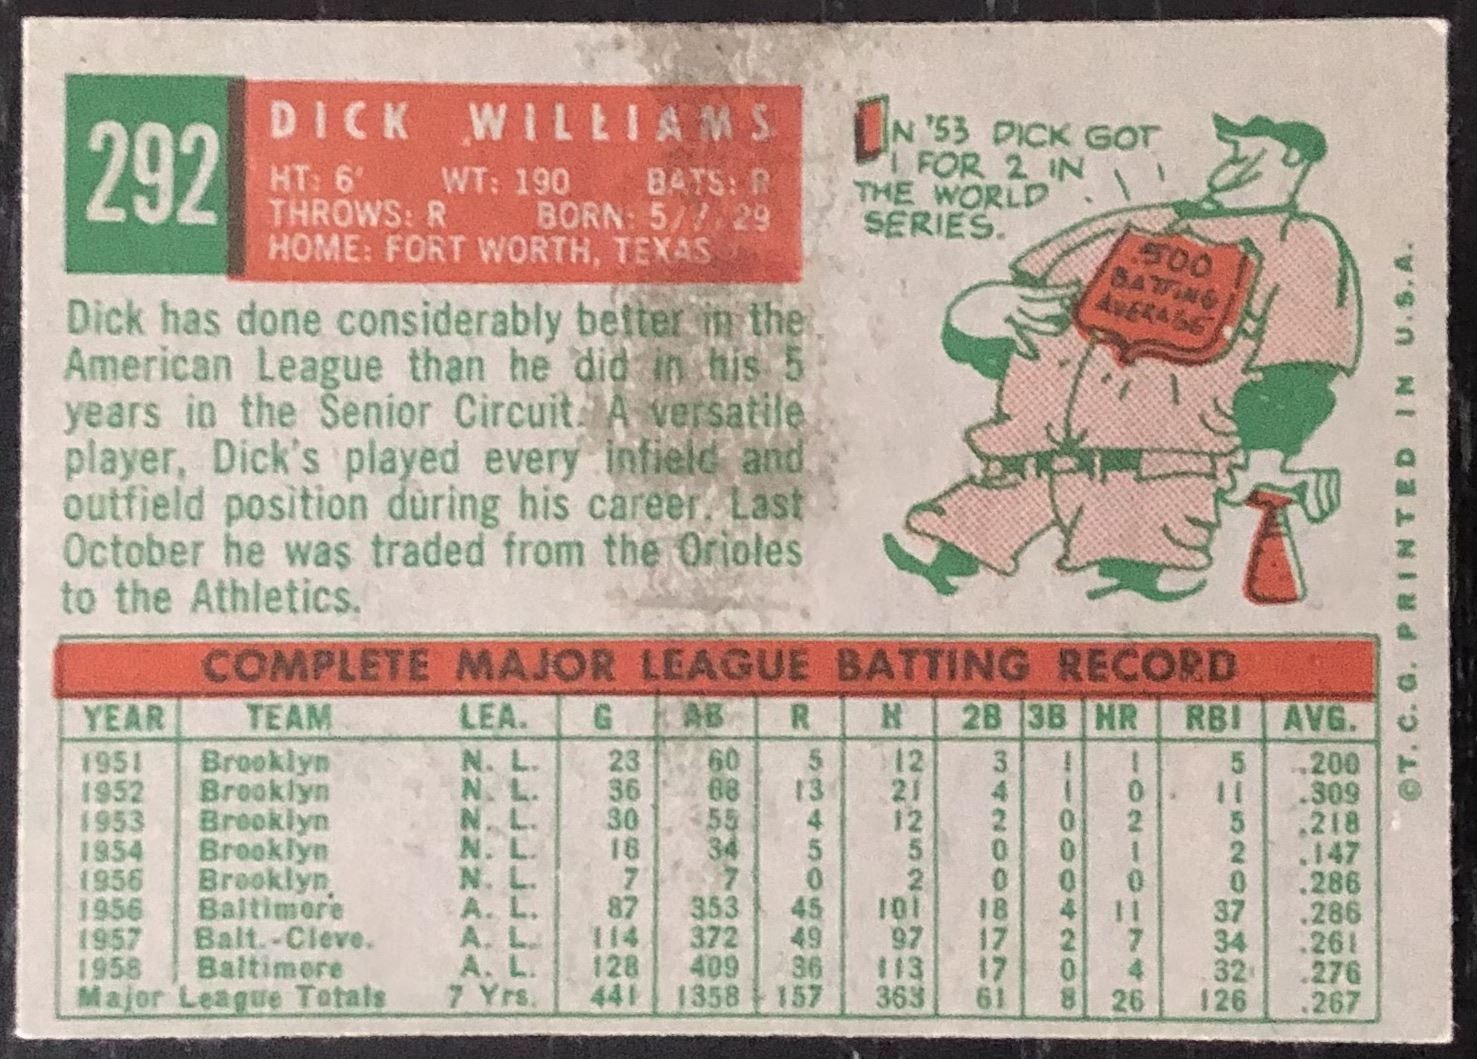 292
DICK WILLIAMS
HT: 6' WT: 190 BATS: R
THROWS: R BORN: 5/7/29
HOME: FORT WORTH, TEXAS
IN '53 DICK GOT
1 FOR 2 IN
THE WORLD
SERIES.
.500
BATTING
AVERAGE
Dick has done considerably better in the
American League than he did in his 5
years in the Senior Circuit. A versatile
player, Dick's played every infield and
outfield position during his career. Last
October he was traded from the Orioles
to the Athletics.
COMPLETE MAJOR LEAGUE BATTING RECORD
YEAR TEAM LEA. G AB R H 2B 3B HR RBI AVG.
1951 Brooklyn N. L. 23 60 5 12 3 1 1 5 .200
1952 Brooklyn N. L. 36 68 13 21 4 1 0 11 .309
1953 Brooklyn N. L. 30 55 4 12 2 0 2 5 .218
1954 Brooklyn N. L. 16 34 5 5 0 0 1 2 .147
1956 Brooklyn N. L. 7 7 0 2 0 0 0 0 .286
1956 Baltimore A. L. 87 353 45 101 18 4 11 37 .286
1957 Balt.-Cleve. A. L. 114 372 49 97 17 2 7 34 .261
1958 Baltimore A. L. 128 409 36 113 17 0 4 32 .276
Major League Totals 7 Yrs. 441 1358 157 363 61 8 26 126 .267
©T. C. G. PRINTED IN U.S.A.